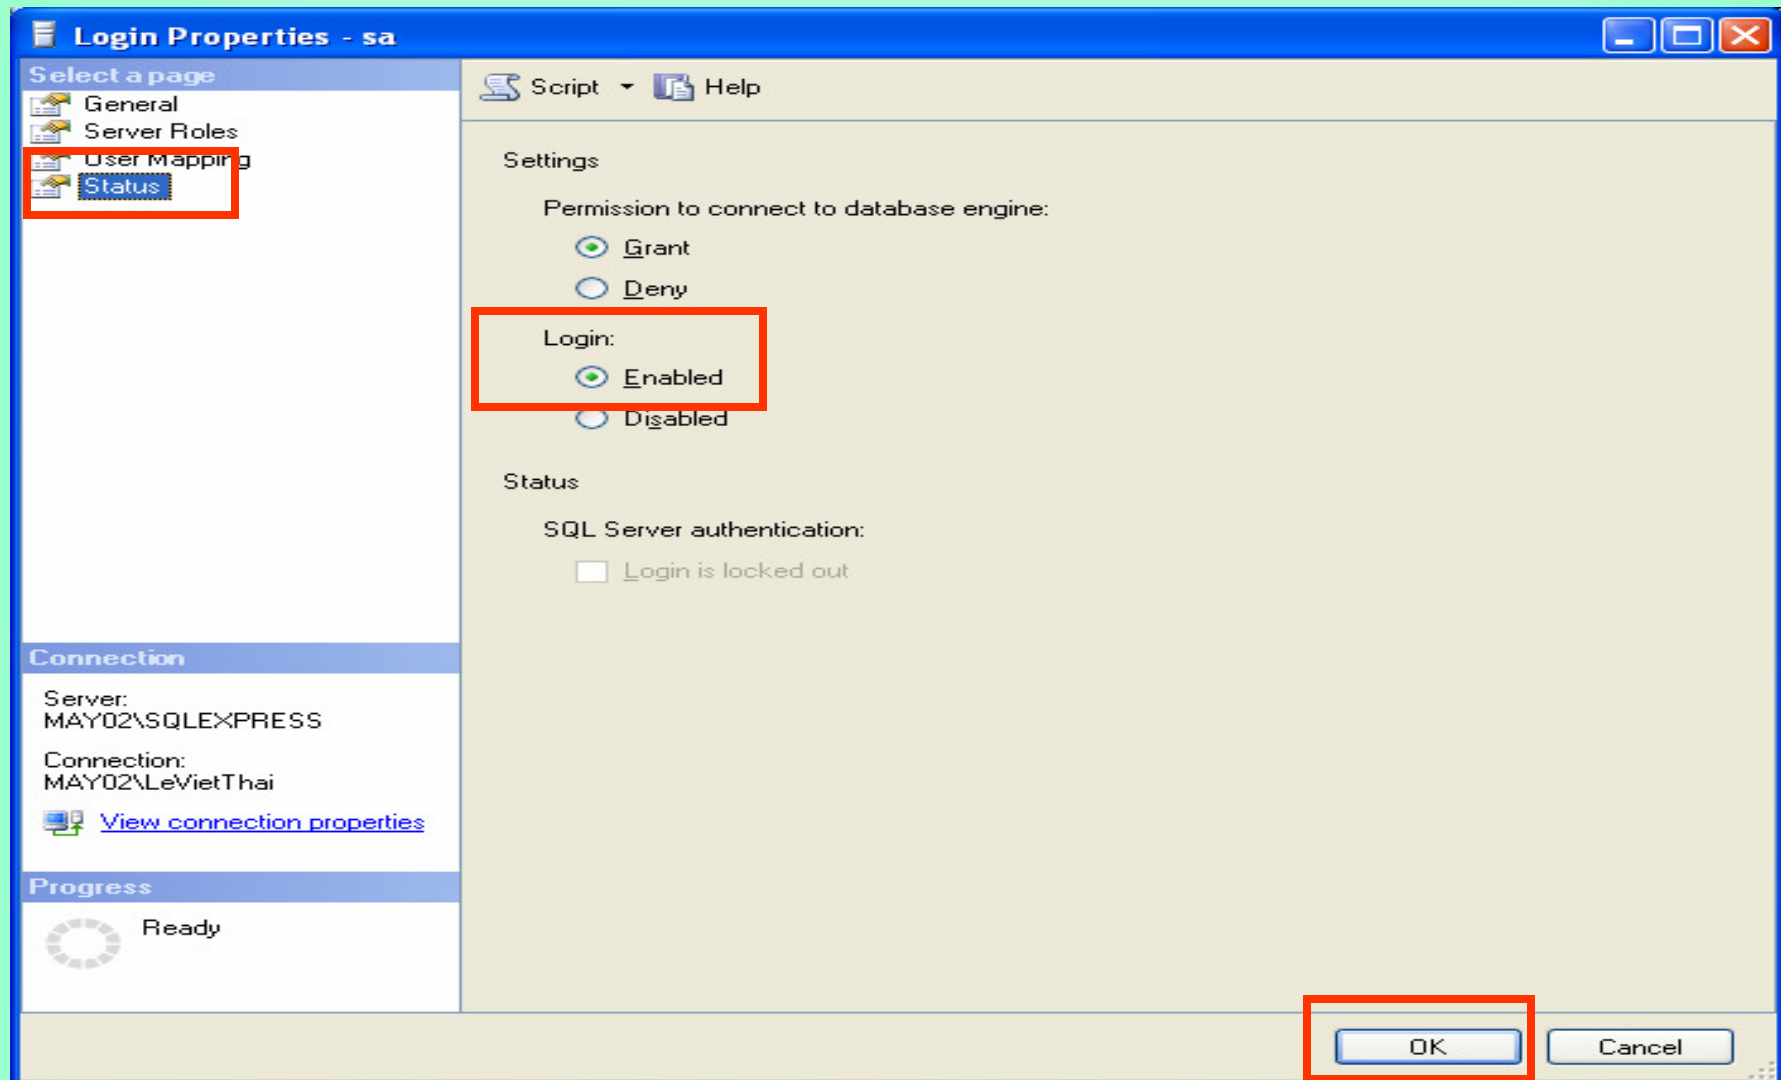 Login Properties - sa
Select a page
General
Server Roles
User Mapping
Status
Script
Help
Settings
Permission to connect to database engine:
Grant
Deny
Login:
Enabled
Disabled
Status
SQL Server authentication:
Login is locked out
Connection
Server:
MAY02\SQLEXPRESS
Connection:
MAY02\LeVietThai
View connection properties
Progress
Ready
OK
Cancel